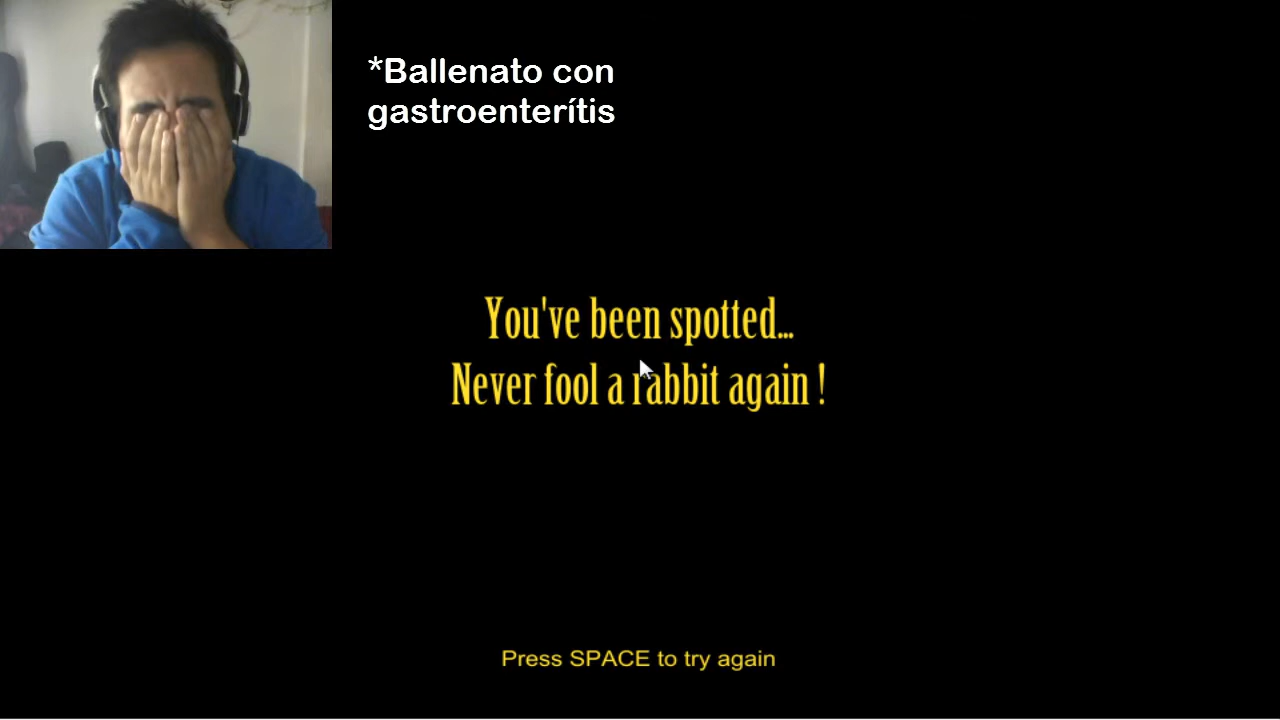 *Ballenato con
gastroenterítis
You've been spotted...
Never fool a rabbit again !
Press SPACE to try again